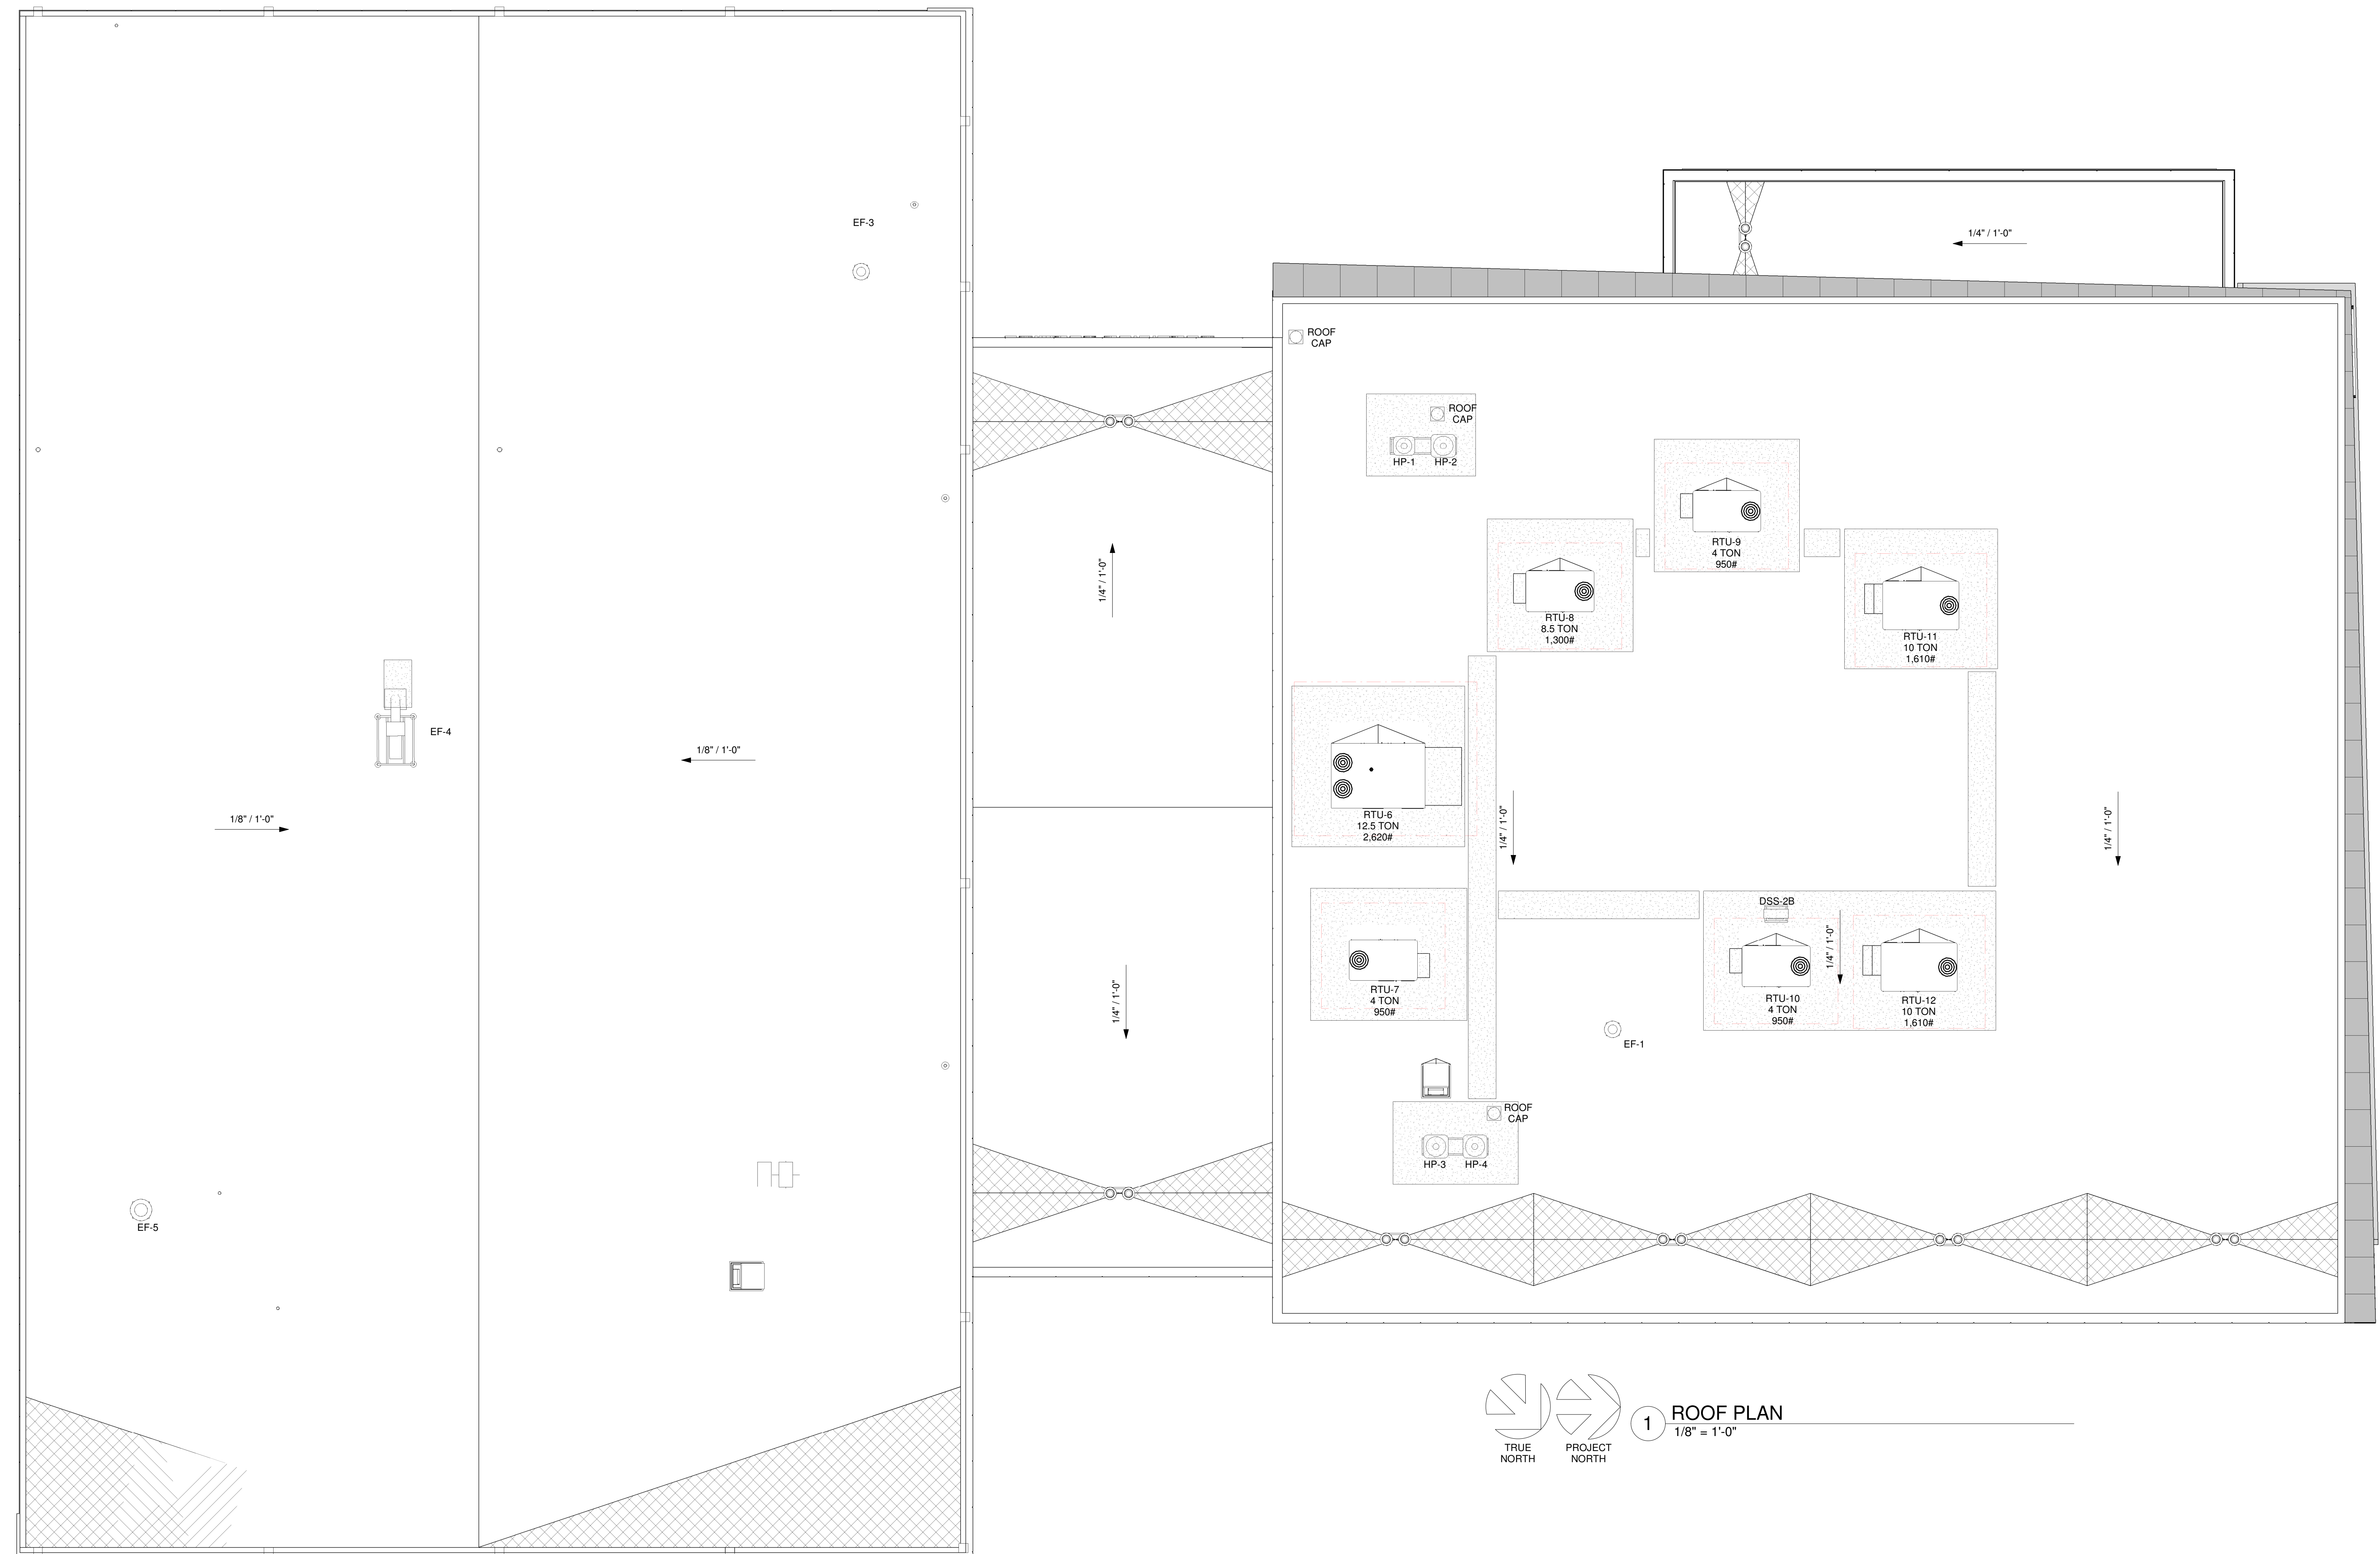 EF-3
1/4" / 1'-0"
ROOF
CAP
ROOF
CAP
HP-1
HP-2
RTU-9
4 TON
950#
1/4" / 1'-0"
RTU-8
8.5 TON
1,300#
RTU-11
10 TON
1,610#
EF-4
1/8" / 1'-0"
1/8" / 1'-0"
RTU-6
12.5 TON
2,620#
1/4" / 1'-0"
1/4" / 1'-0"
DSS-2B
1/4" / 1'-0"
1/4" / 1'-0"
RTU-7
4 TON
950#
RTU-10
4 TON
950#
RTU-12
10 TON
1,610#
EF-1
ROOF
CAP
HP-3
HP-4
EF-5
1
ROOF PLAN
1/8" = 1'-0"
TRUE
NORTH
PROJECT
NORTH